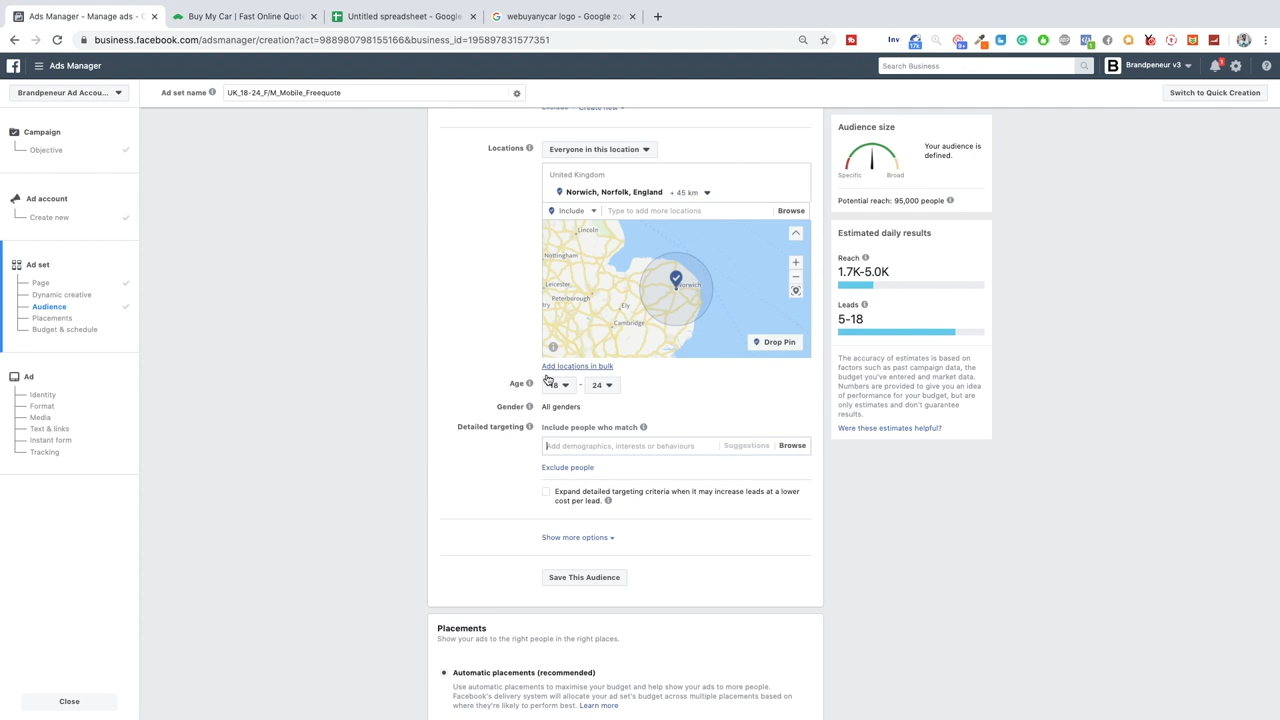 Ads Manager - Manage ads - C
Buy My Car | Fast Online Quote
Untitled spreadsheet - Google
webuyanycar logo - Google zo
business.facebook.com/adsmanager/creation?act=988980798155166&business_id=195897831577351
Inv
17k
9+
1
Ads Manager
Search Business
Brandpeneur v3
1
Brandpeneur Ad Accou...
Ad set name
UK_18-24_F/M_Mobile_Freequote
Switch to Quick Creation
Campaign
Objective
Ad account
Create new
Ad set
Page
Dynamic creative
Audience
Placements
Budget & schedule
Ad
Identity
Format
Media
Text & links
Instant form
Tracking
Close
Exclude
Create new
Locations
Everyone in this location
United Kingdom
Norwich, Norfolk, England + 45 km
Include
Type to add more locations
Browse
Lincoln
Nottingham
Leicester
Peterborough
Norwich
Ely
Cambridge
Drop Pin
Add locations in bulk
Age
18 - 24
Gender
All genders
Detailed targeting
Include people who match
Add demographics, interests or behaviours
Suggestions
Browse
Exclude people
Expand detailed targeting criteria when it may increase leads at a lower
cost per lead.
Show more options
Save This Audience
Placements
Show your ads to the right people in the right places.
Automatic placements (recommended)
Use automatic placements to maximise your budget and help show your ads to more people.
Facebook's delivery system will allocate your ad set's budget across multiple placements based on
where they're likely to perform best. Learn more
Audience size
Your audience is
defined.
Specific
Broad
Potential reach: 95,000 people
Estimated daily results
Reach
1.7K-5.0K
Leads
5-18
The accuracy of estimates is based on
factors such as past campaign data, the
budget you've entered and market data.
Numbers are provided to give you an idea
of performance for your budget, but are
only estimates and don't guarantee
results.
Were these estimates helpful?